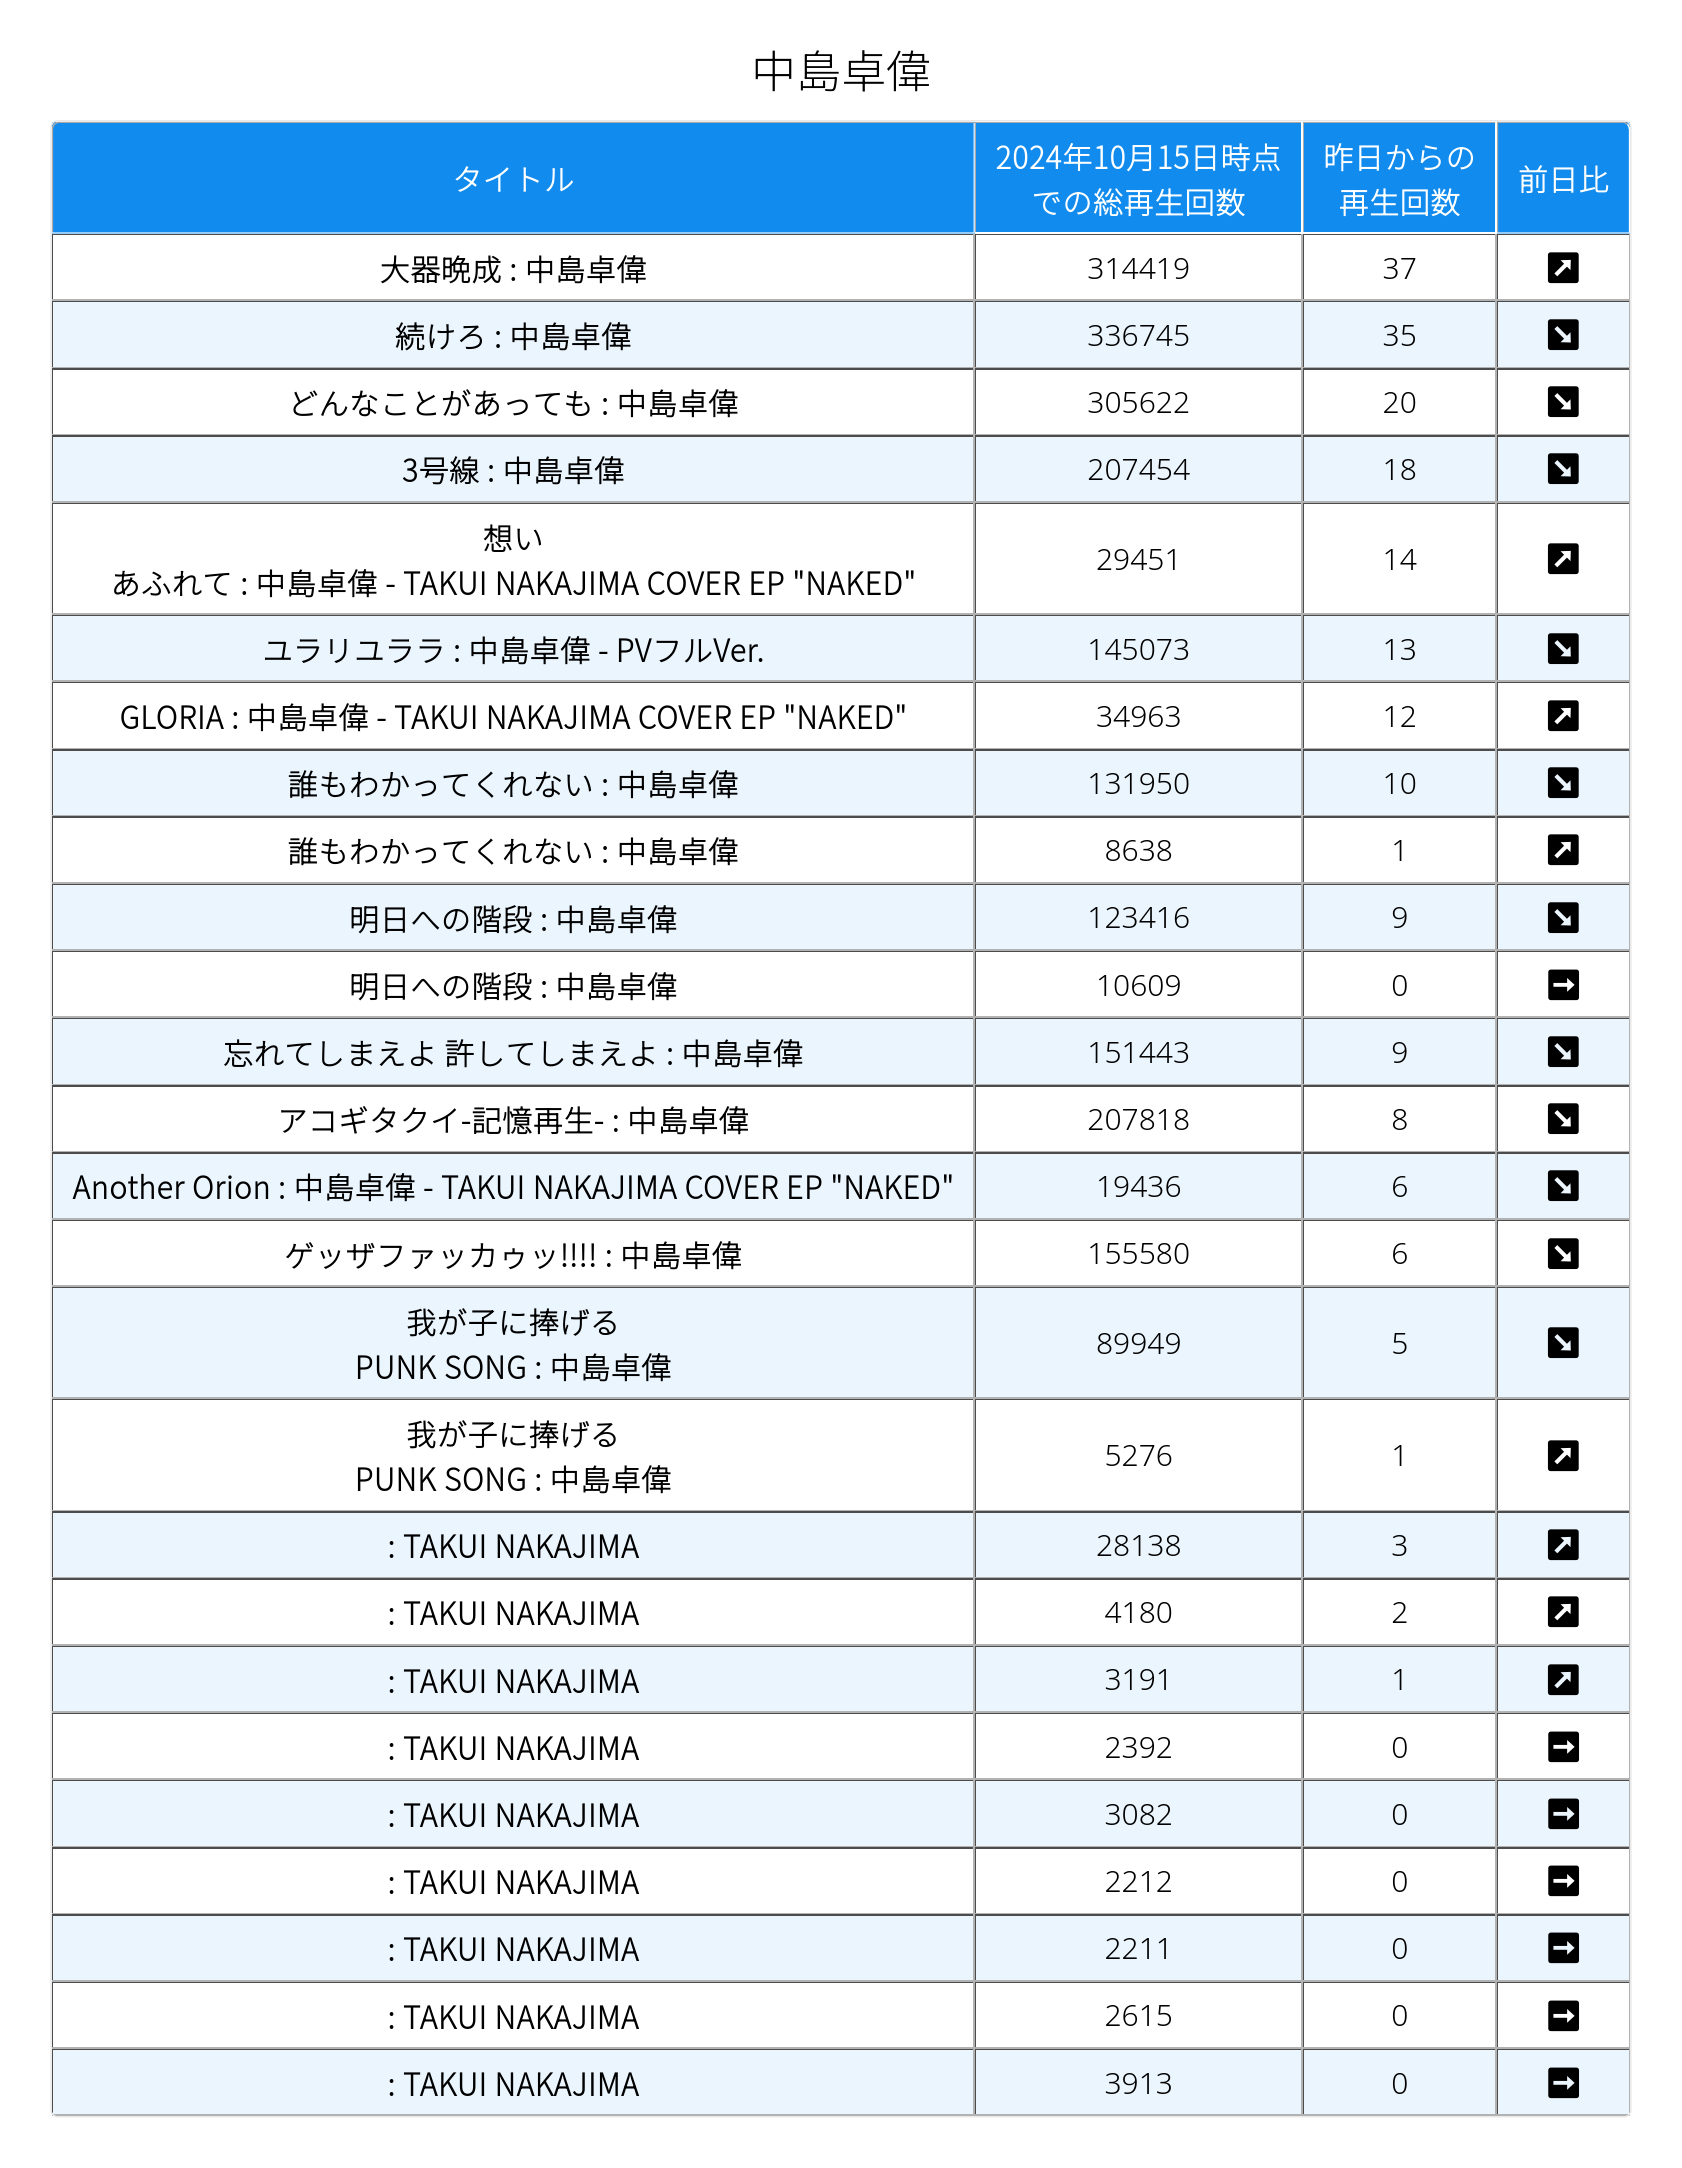 中島卓偉
タイトル
2024年10月15日時点
での総再生回数
昨日からの
再生回数
前日比
大器晩成 : 中島卓偉 314419 37 ↗
続けろ : 中島卓偉 336745 35 ↘
どんなことがあっても : 中島卓偉 305622 20 ↘
3号線 : 中島卓偉 207454 18 ↘
想い
あふれて : 中島卓偉 - TAKUI NAKAJIMA COVER EP "NAKED" 29451 14 ↗
ユラリユララ : 中島卓偉 - PVフルVer. 145073 13 ↘
GLORIA : 中島卓偉 - TAKUI NAKAJIMA COVER EP "NAKED" 34963 12 ↗
誰もわかってくれない : 中島卓偉 131950 10 ↘
誰もわかってくれない : 中島卓偉 8638 1 ↗
明日への階段 : 中島卓偉 123416 9 ↘
明日への階段 : 中島卓偉 10609 0 →
忘れてしまえよ 許してしまえよ : 中島卓偉 151443 9 ↘
アコギタクイ-記憶再生- : 中島卓偉 207818 8 ↘
Another Orion : 中島卓偉 - TAKUI NAKAJIMA COVER EP "NAKED" 19436 6 ↘
ゲッザファッカゥッ!!!! : 中島卓偉 155580 6 ↘
我が子に捧げる
PUNK SONG : 中島卓偉 89949 5 ↘
我が子に捧げる
PUNK SONG : 中島卓偉 5276 1 ↗
: TAKUI NAKAJIMA 28138 3 ↗
: TAKUI NAKAJIMA 4180 2 ↗
: TAKUI NAKAJIMA 3191 1 ↗
: TAKUI NAKAJIMA 2392 0 →
: TAKUI NAKAJIMA 3082 0 →
: TAKUI NAKAJIMA 2212 0 →
: TAKUI NAKAJIMA 2211 0 →
: TAKUI NAKAJIMA 2615 0 →
: TAKUI NAKAJIMA 3913 0 →